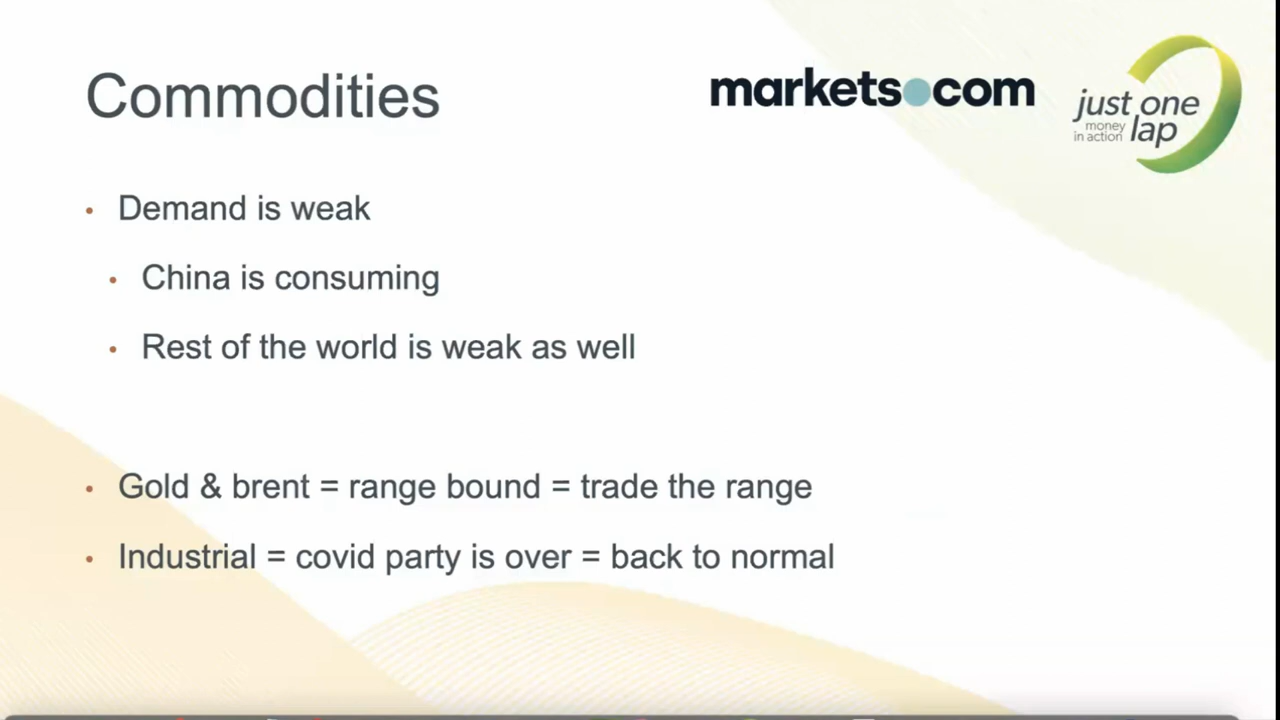 Commodities
markets.com
just one
money
in action lap
• Demand is weak
• China is consuming
• Rest of the world is weak as well
• Gold & brent = range bound = trade the range
• Industrial = covid party is over = back to normal